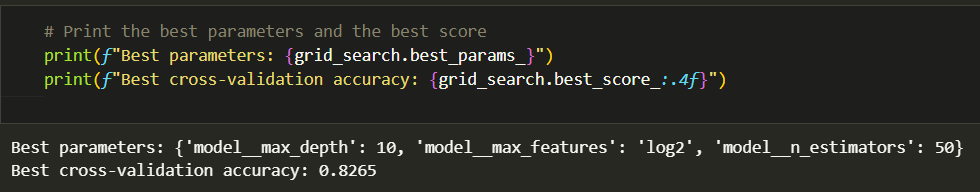 # Print the best parameters and the best score
print(f"Best parameters: {grid_search.best_params_}")
print(f"Best cross-validation accuracy: {grid_search.best_score_:.4f}")
Best parameters: {'model__max_depth': 10, 'model__max_features': 'log2', 'model__n_estimators': 50}
Best cross-validation accuracy: 0.8265